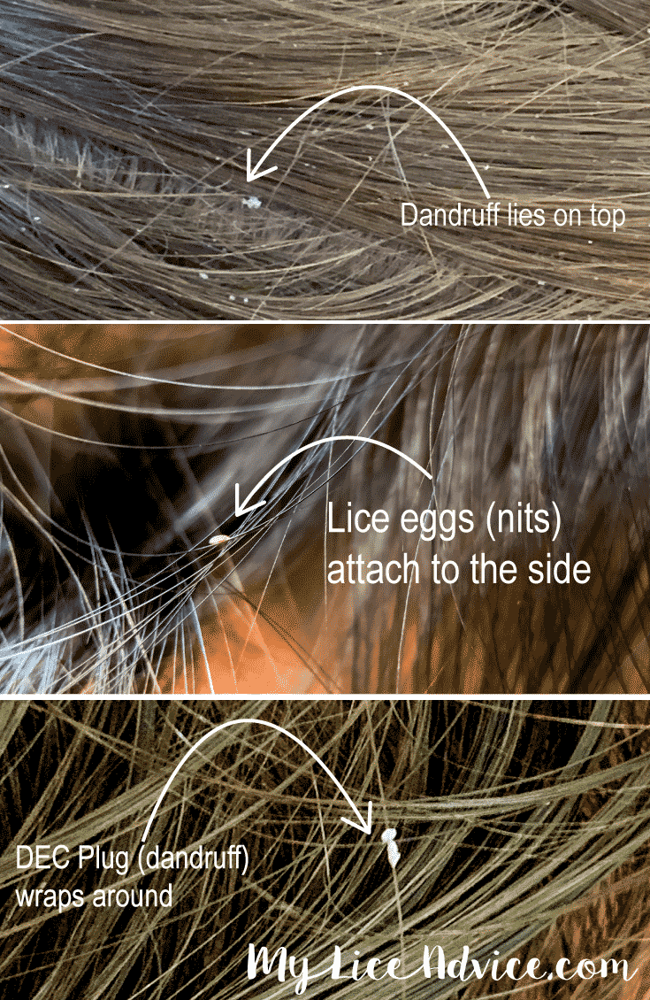 Dandruff lies on top
Lice eggs (nits)
attach to the side
DEC Plug (dandruff)
wraps around
MyLiceAdvice.com